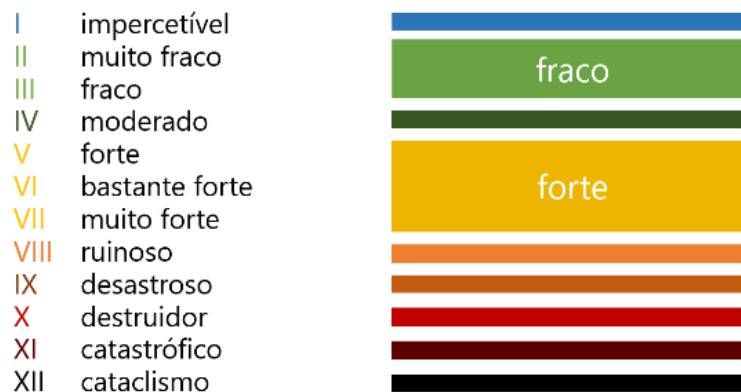 I impercetível
II muito fraco
III fraco
fraco
IV moderado
V forte
VI bastante forte
forte
VII muito forte
VIII ruinoso
IX desastroso
X destruidor
XI catastrófico
XII cataclismo